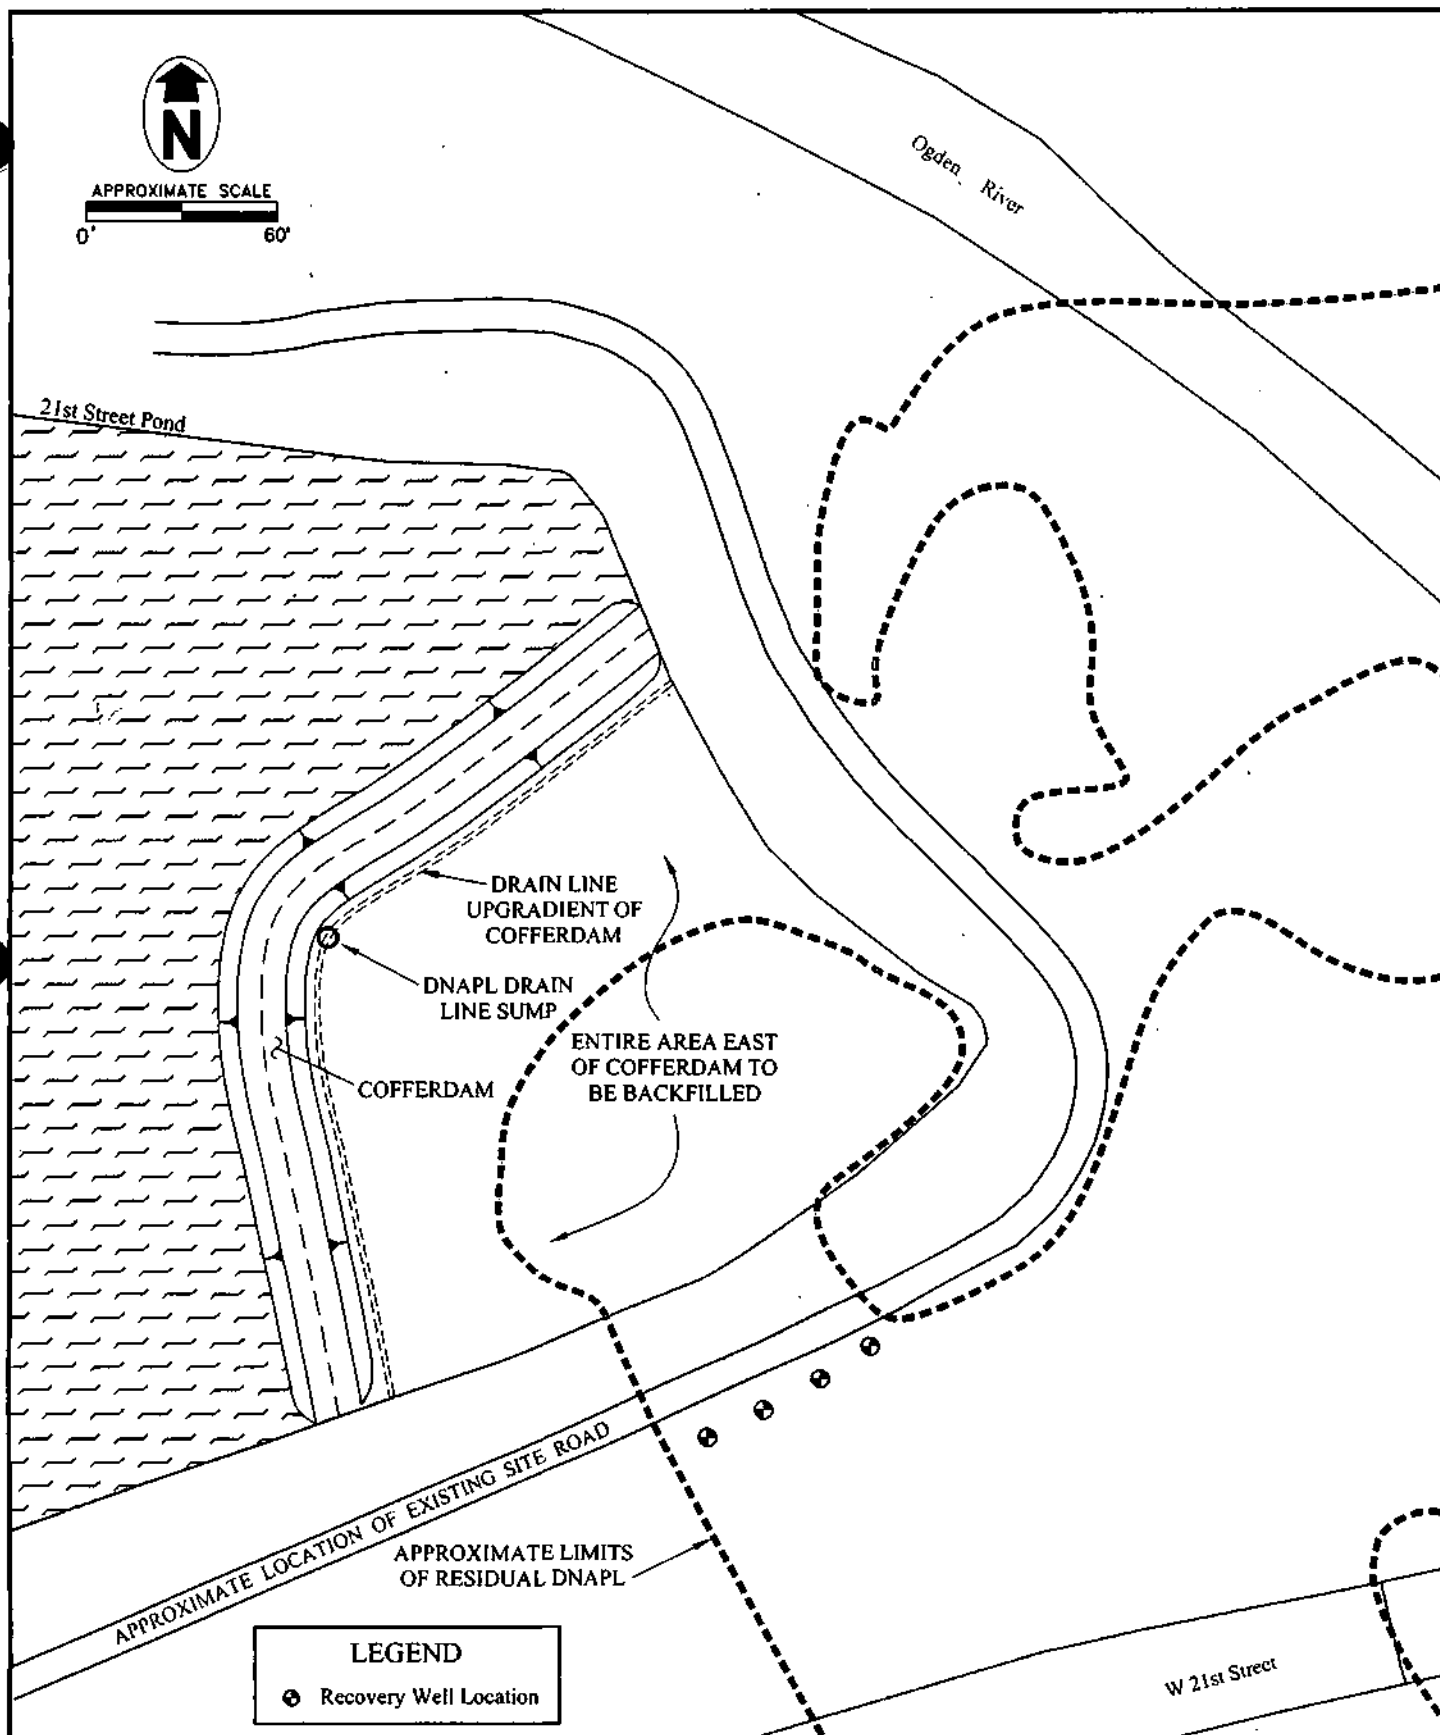 N
APPROXIMATE SCALE
0' 60'
Ogden River
21st Street Pond
DRAIN LINE
UPGRADIENT OF
COFFERDAM
DNAPL DRAIN
LINE SUMP
ENTIRE AREA EAST
OF COFFERDAM TO
BE BACKFILLED
COFFERDAM
APPROXIMATE LOCATION OF EXISTING SITE ROAD
APPROXIMATE LIMITS
OF RESIDUAL DNAPL
LEGEND
Recovery Well Location
W 21st Street